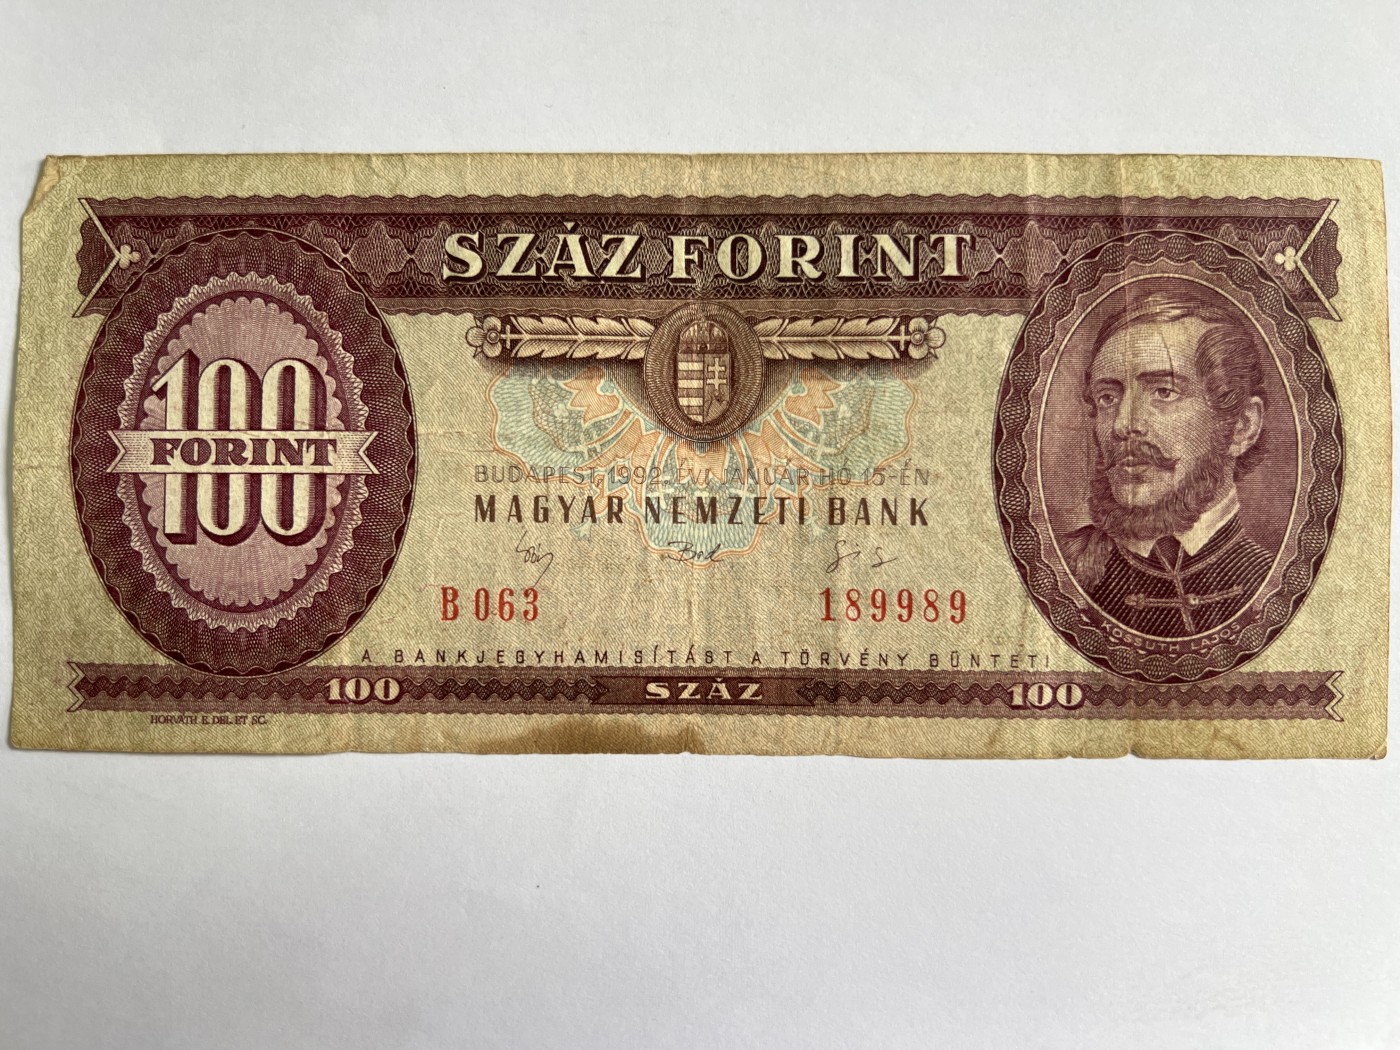 SZÁZ FORINT
100
FORINT
100
BUDAPEST, 1992. ÉVI JANUÁR HÓ 15-ÉN
MAGYAR NEMZETI BANK
B 063
189989
KOSSUTH LAJOS
A BANKJEGYHAMISÍTÁST A TÖRVÉNY BÜNTETI
100
SZÁZ
100
HORVÁTH E. DEL. ET SC.